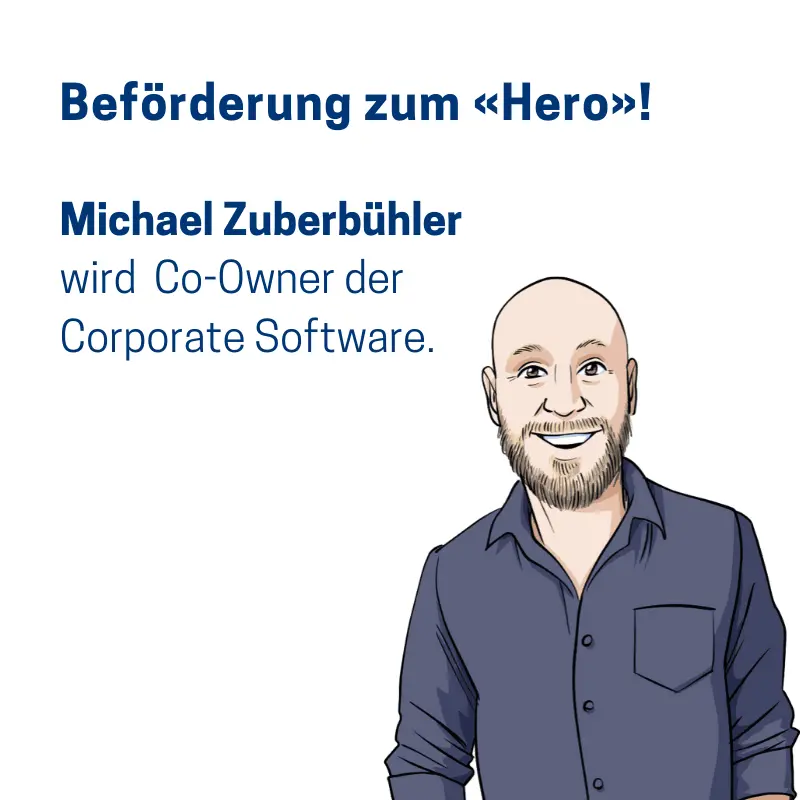 Beförderung zum «Hero»!
Michael Zuberbühler
wird Co-Owner der
Corporate Software.